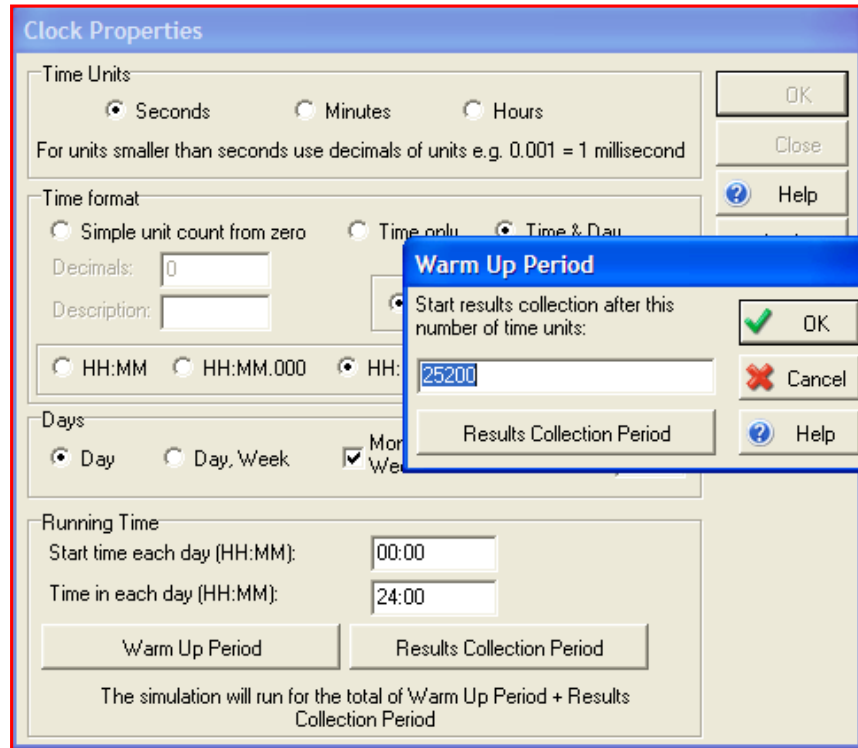 Clock Properties
Time Units
Seconds Minutes Hours
For units smaller than seconds use decimals of units e.g. 0.001 = 1 millisecond
OK
Close
Help
Time format
Simple unit count from zero Time only Time & Day
Decimals: 0
Description:
HH:MM HH:MM.000 HH:
Days
Day Day, Week
Running Time
Start time each day (HH:MM): 00:00
Time in each day (HH:MM): 24:00
Warm Up Period Results Collection Period
The simulation will run for the total of Warm Up Period + Results
Collection Period
Warm Up Period
Start results collection after this
number of time units:
25200
Results Collection Period
OK
Cancel
Help